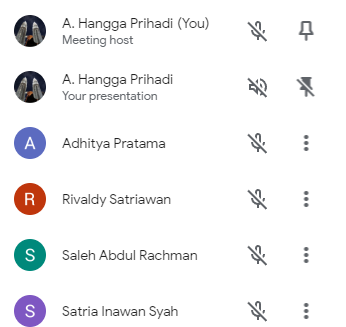 A. Hangga Prihadi (You)
Meeting host
A. Hangga Prihadi
Your presentation
A
Adhitya Pratama
R
Rivaldy Satriawan
S
Saleh Abdul Rachman
S
Satria Inawan Syah